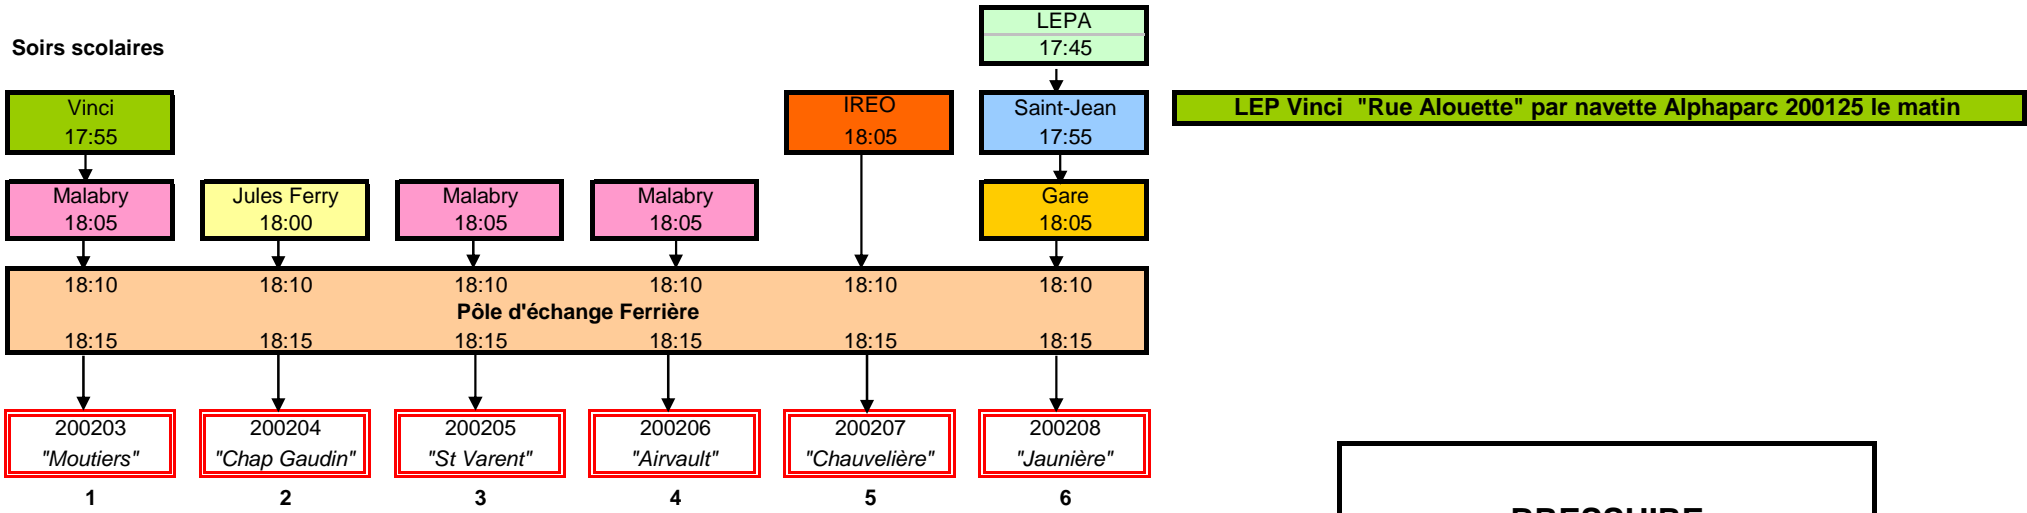 LEPA
17:45
Soirs scolaires
Vinci
17:55
IREO
18:05
Saint-Jean
17:55
LEP Vinci "Rue Alouette" par navette Alphaparc 200125 le matin
Malabry
18:05
Jules Ferry
18:00
Malabry
18:05
Malabry
18:05
Gare
18:05
18:10 18:10 18:10 18:10 18:10 18:10
Pôle d'échange Ferrière
18:15 18:15 18:15 18:15 18:15 18:15
200203
"Moutiers"
200204
"Chap Gaudin"
200205
"St Varent"
200206
"Airvault"
200207
"Chauvelière"
200208
"Jaunière"
1 2 3 4 5 6